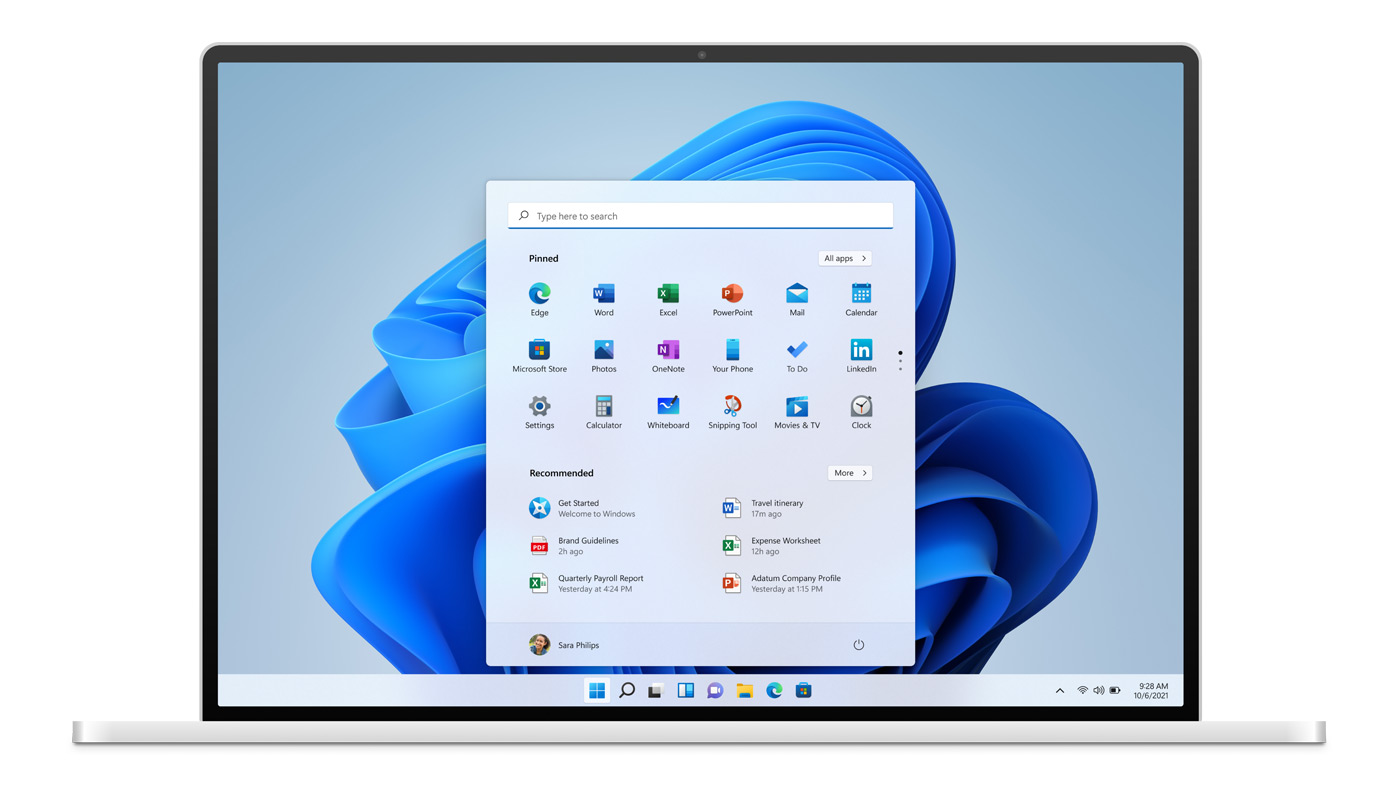 Type here to search
Pinned
All apps
Edge
Word
Excel
PowerPoint
Mail
Calendar
Microsoft Store
Photos
OneNote
Your Phone
To Do
LinkedIn
Settings
Calculator
Whiteboard
Snipping Tool
Movies & TV
Clock
Recommended
More
Get Started
Welcome to Windows
Travel itinerary
17m ago
Brand Guidelines
2h ago
Expense Worksheet
12h ago
Quarterly Payroll Report
Yesterday at 4:24 PM
Adatum Company Profile
Yesterday at 1:15 PM
Sara Philips
9:28 AM
10/6/2021